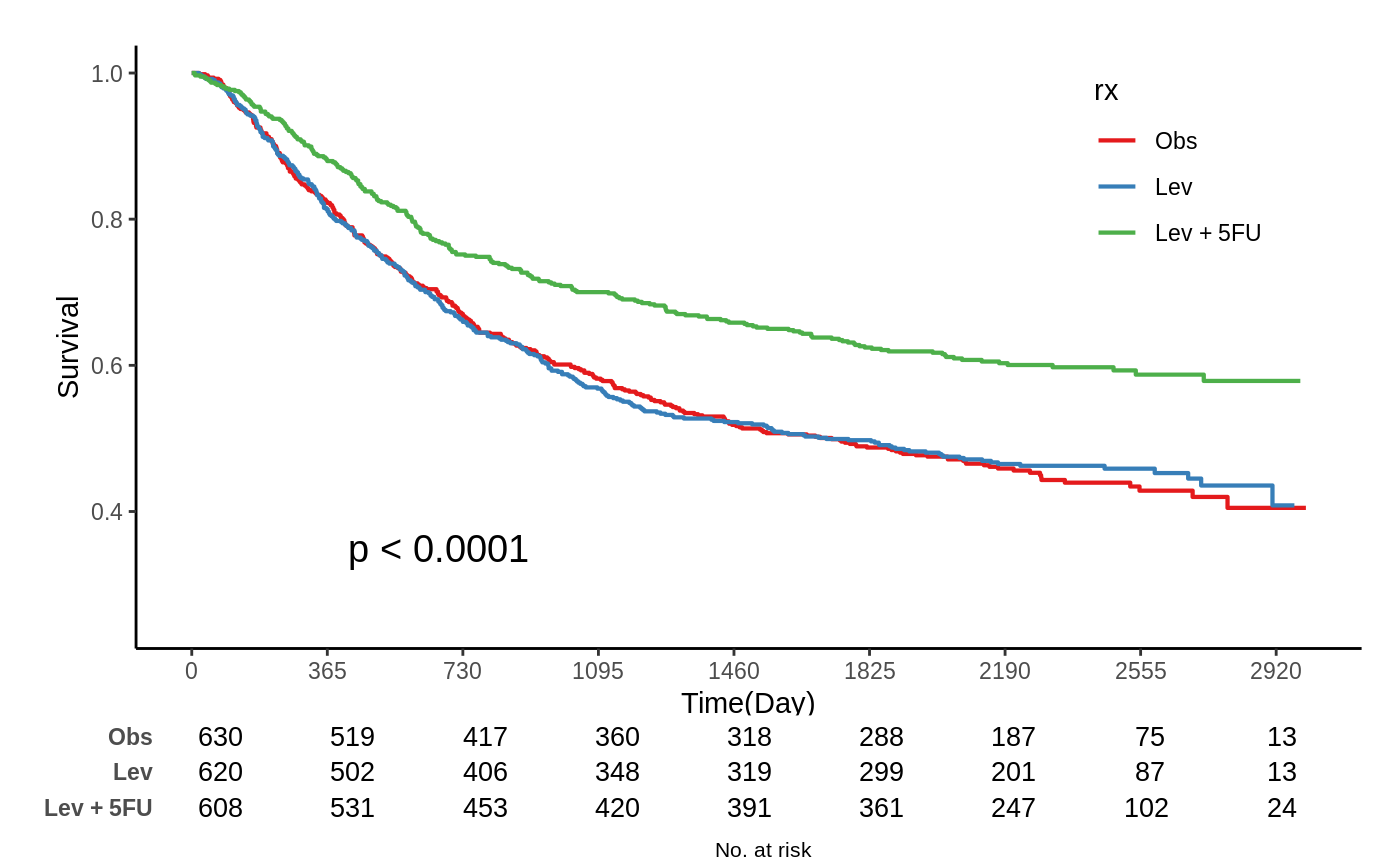 rx
Obs
Lev
Lev + 5FU
Survival
1.0
0.8
0.6
0.4
p < 0.0001
0 365 730 1095 1460 1825 2190 2555 2920
Time(Day)
Obs 630 519 417 360 318 288 187 75 13
Lev 620 502 406 348 319 299 201 87 13
Lev + 5FU 608 531 453 420 391 361 247 102 24
No. at risk